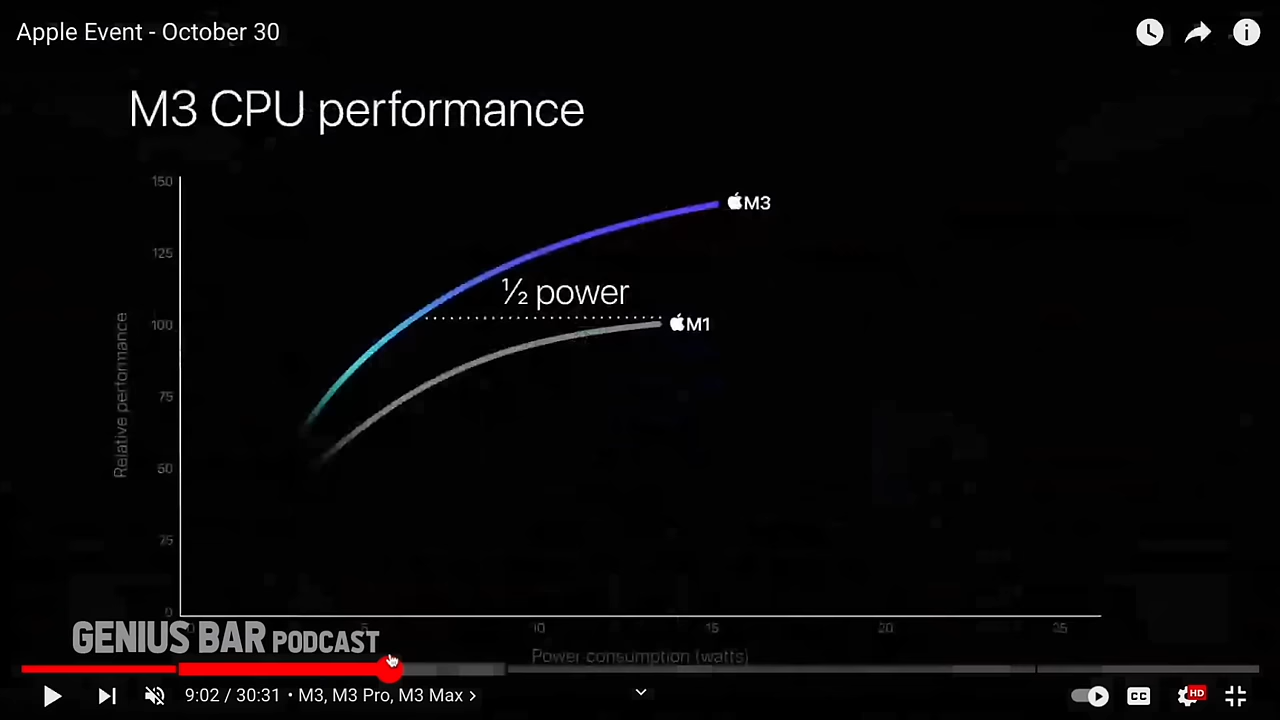 Apple Event - October 30
M3 CPU performance
150
M3
125
½ power
100
M1
Relative performance
75
50
25
0
0 5 10 15 20 25
GENIUS BAR PODCAST
Power consumption (watts)
9:02 / 30:31 • M3, M3 Pro, M3 Max >
CC
HD